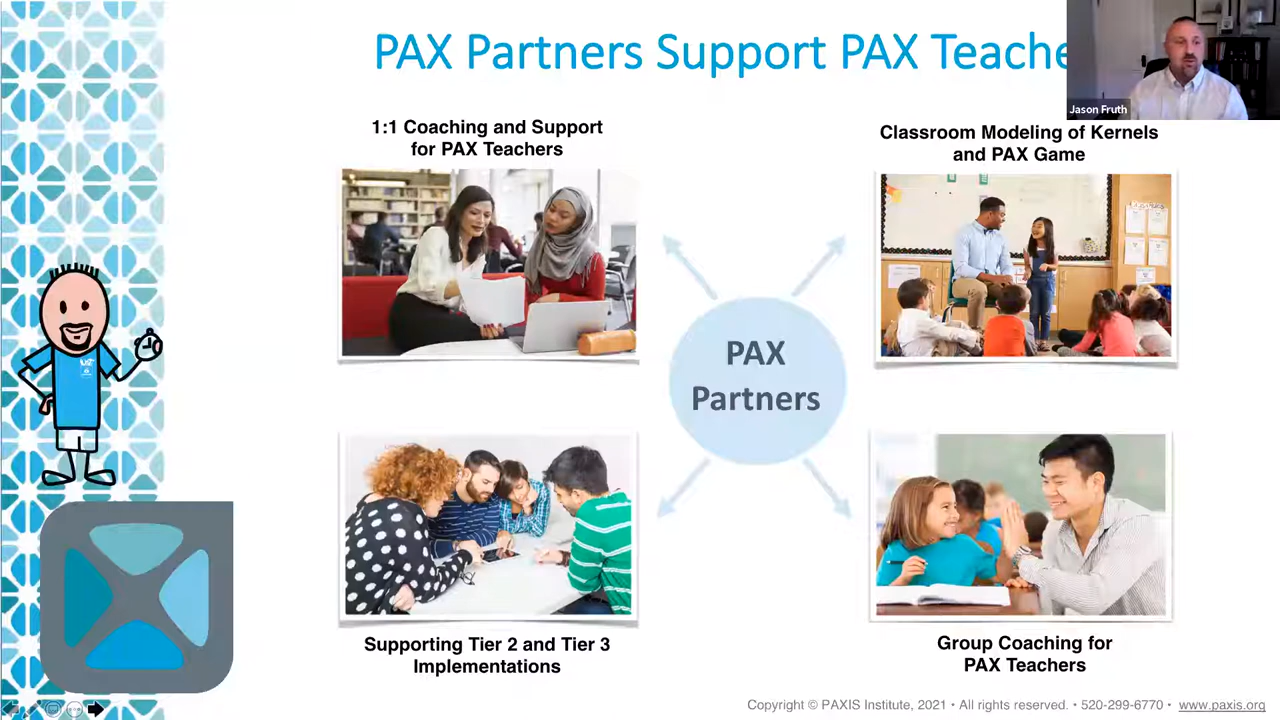 PAX Partners Support PAX Teache
Jason Fruth
1:1 Coaching and Support
for PAX Teachers
Classroom Modeling of Kernels
and PAX Game
PAX
Partners
Supporting Tier 2 and Tier 3
Implementations
Group Coaching for
PAX Teachers
Copyright © PAXIS Institute, 2021 • All rights reserved. • 520-299-6770 • www.paxis.org